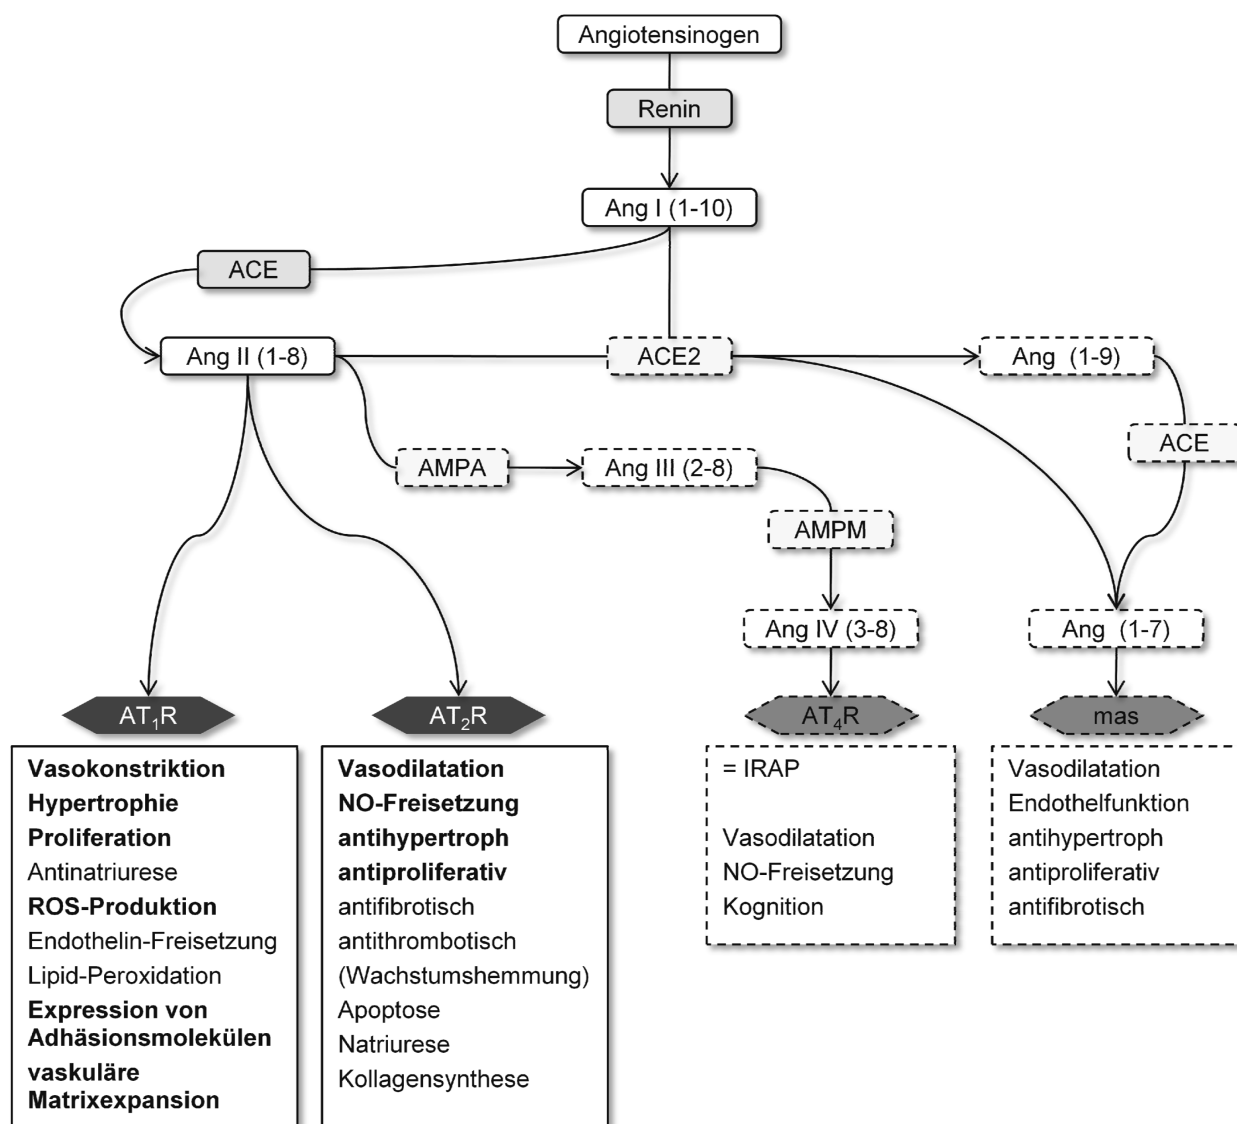 Angiotensinogen
Renin
Ang I (1-10)
ACE
Ang II (1-8)
ACE2
Ang (1-9)
ACE
AMPA
Ang III (2-8)
AMPM
Ang IV (3-8)
Ang (1-7)
AT₁R
AT₂R
AT₄R
mas
Vasokonstriktion
Hypertrophie
Proliferation
Antinatriurese
ROS-Produktion
Endothelin-Freisetzung
Lipid-Peroxidation
Expression von
Adhäsionsmolekülen
vaskuläre
Matrixexpansion
Vasodilatation
NO-Freisetzung
antihypertroph
antiproliferativ
antifibrotisch
antithrombotisch
(Wachstumshemmung)
Apoptose
Natriurese
Kollagensynthese
= IRAP
Vasodilatation
NO-Freisetzung
Kognition
Vasodilatation
Endothelfunktion
antihypertroph
antiproliferativ
antifibrotisch